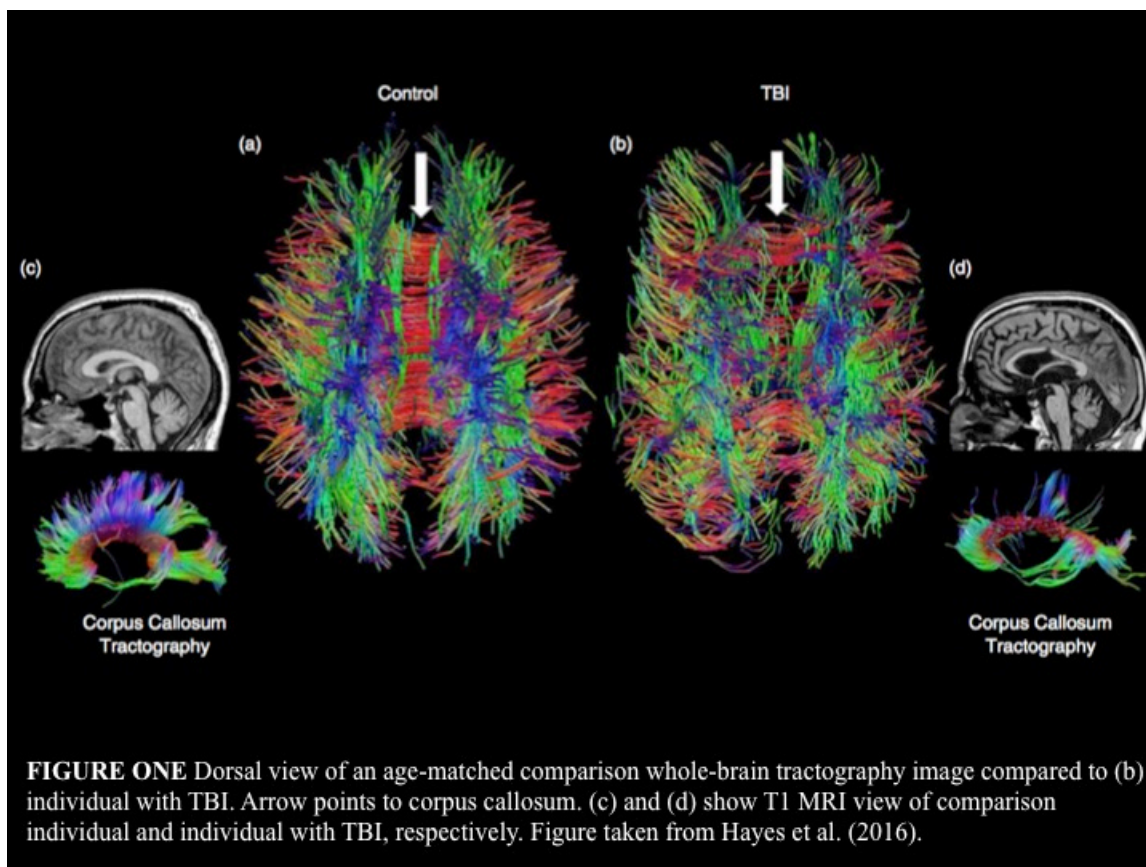 Control
TBI
(a)
(b)
(c)
(d)
Corpus Callosum
Tractography
Corpus Callosum
Tractography
FIGURE ONE Dorsal view of an age-matched comparison whole-brain tractography image compared to (b)
individual with TBI. Arrow points to corpus callosum. (c) and (d) show T1 MRI view of comparison
individual and individual with TBI, respectively. Figure taken from Hayes et al. (2016).